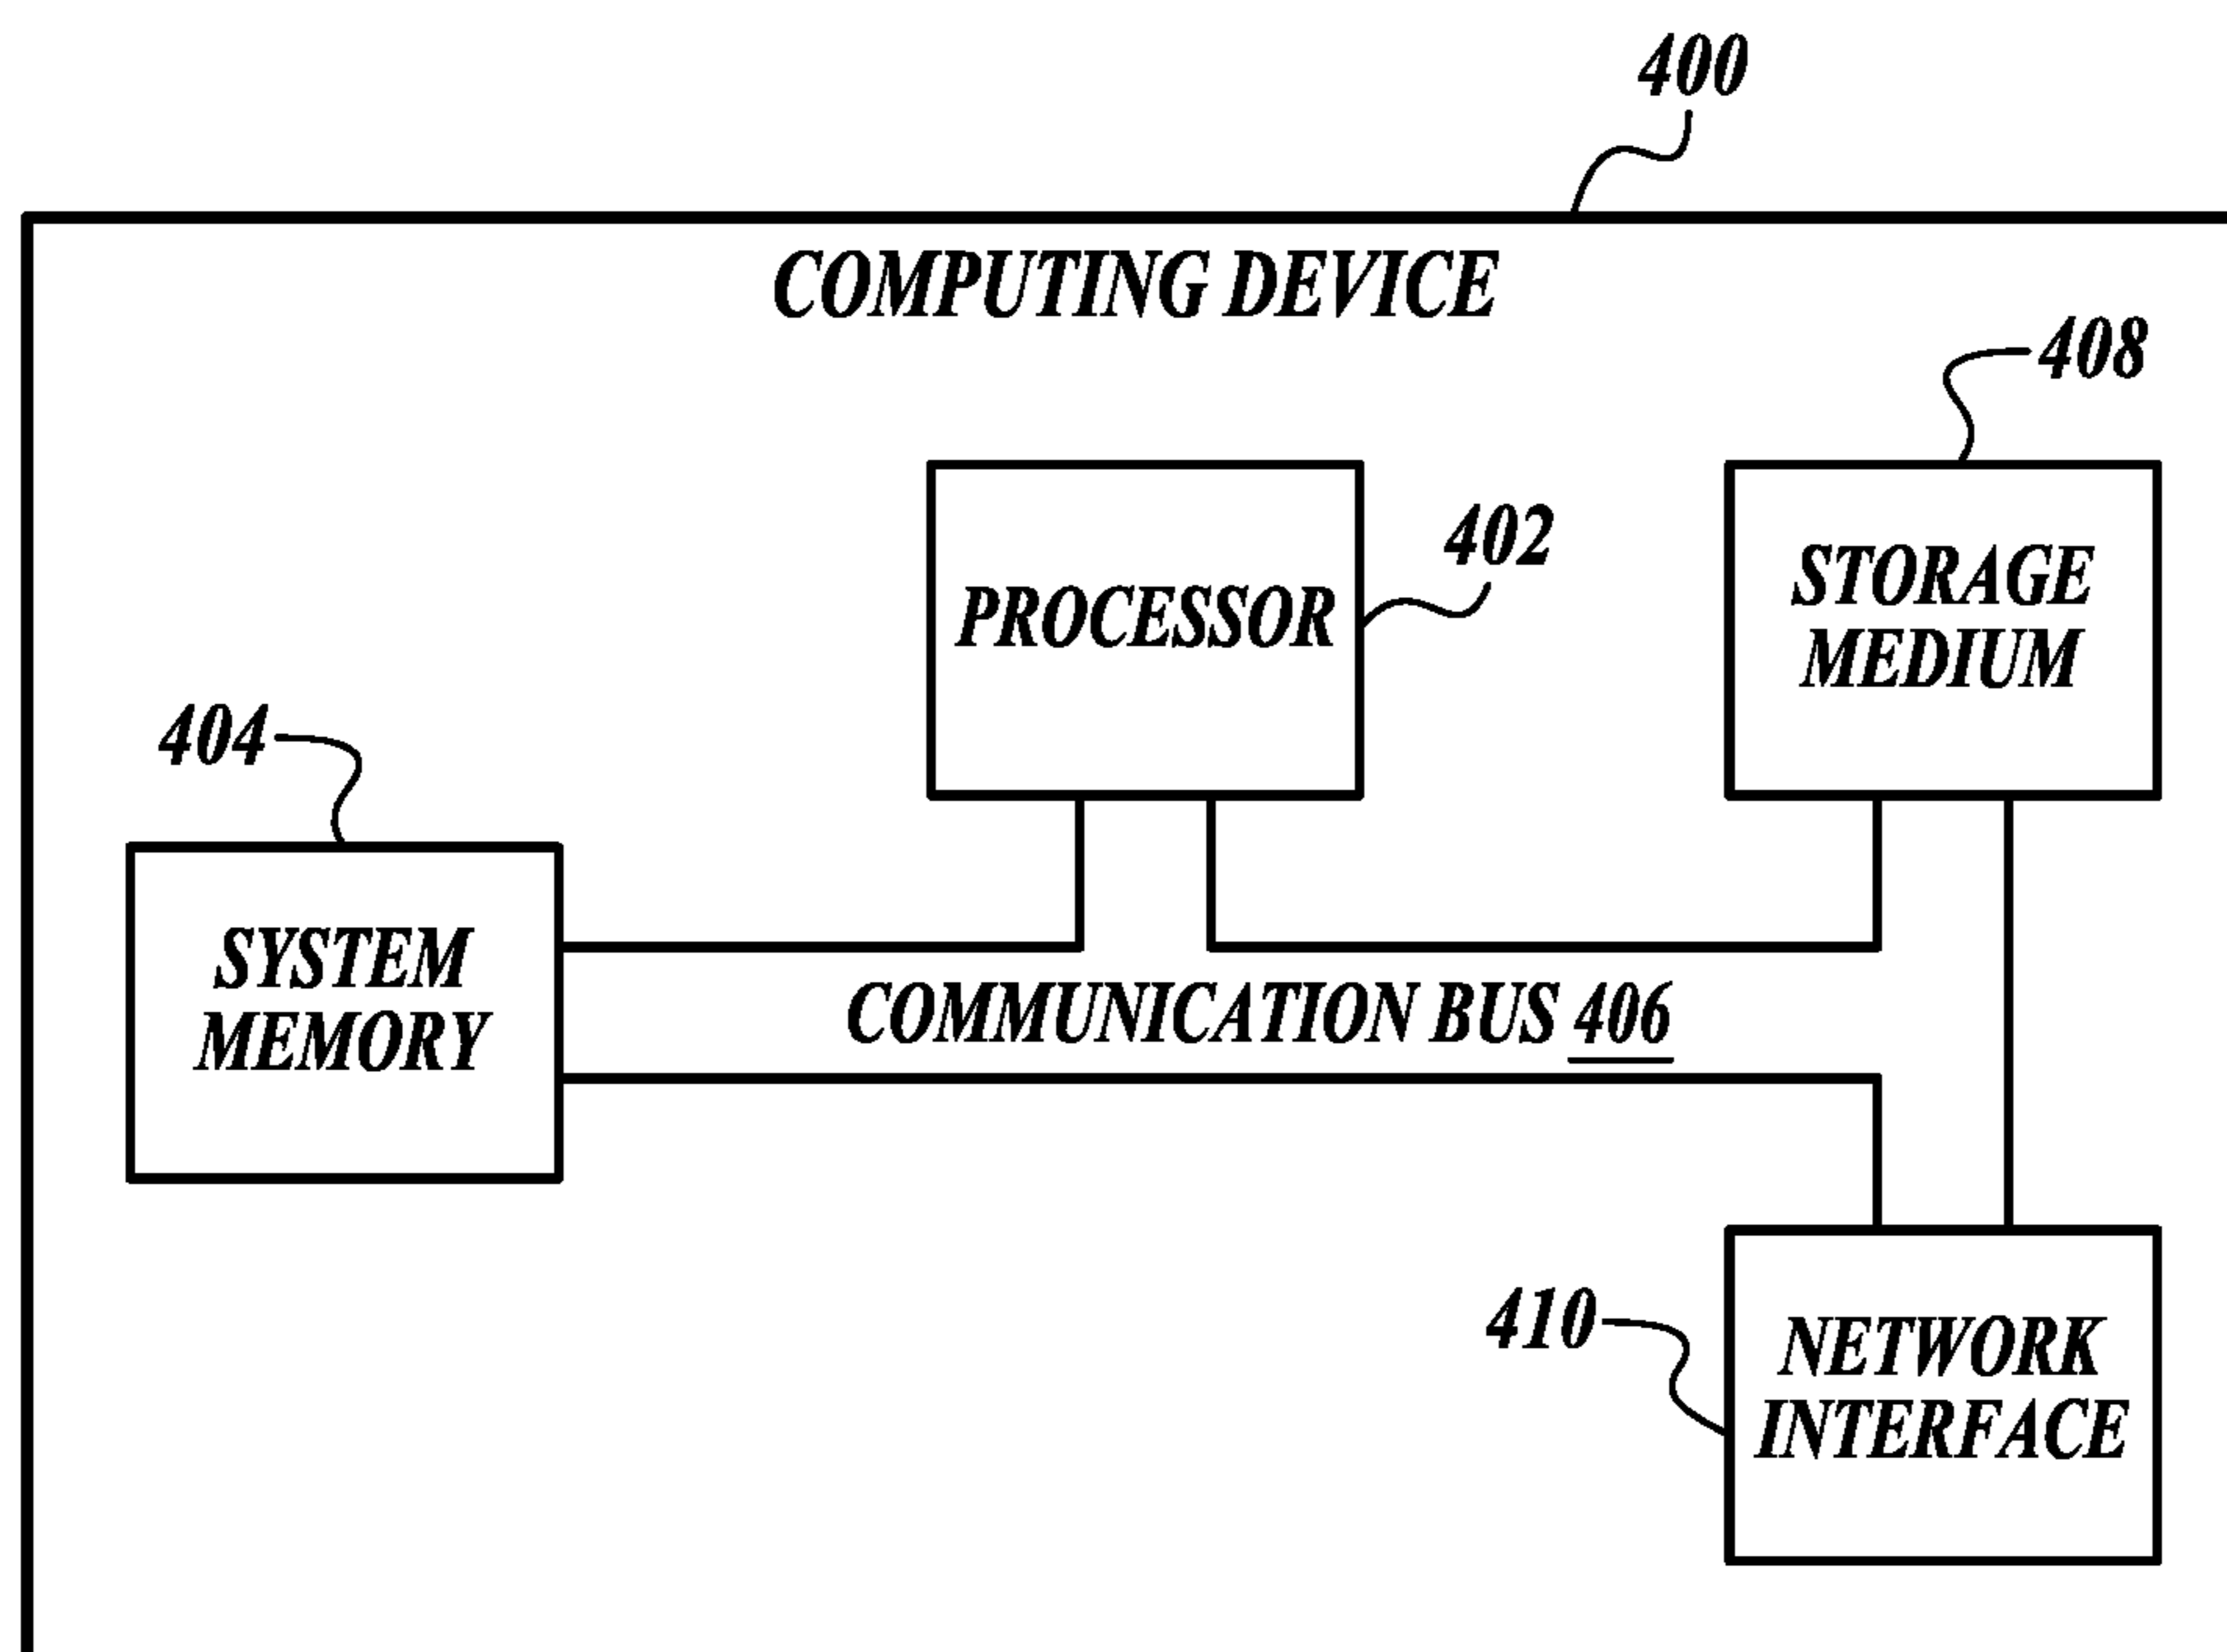 400
COMPUTING DEVICE
408
402
PROCESSOR
STORAGE
MEDIUM
404
SYSTEM
MEMORY
COMMUNICATION BUS 406
410
NETWORK
INTERFACE